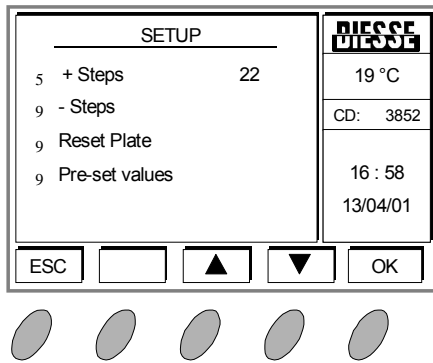 SETUP
5 + Steps 22
9 - Steps
9 Reset Plate
9 Pre-set values
DIESSE
19 °C
CD: 3852
16 : 58
13/04/01
ESC ▲ ▼ OK